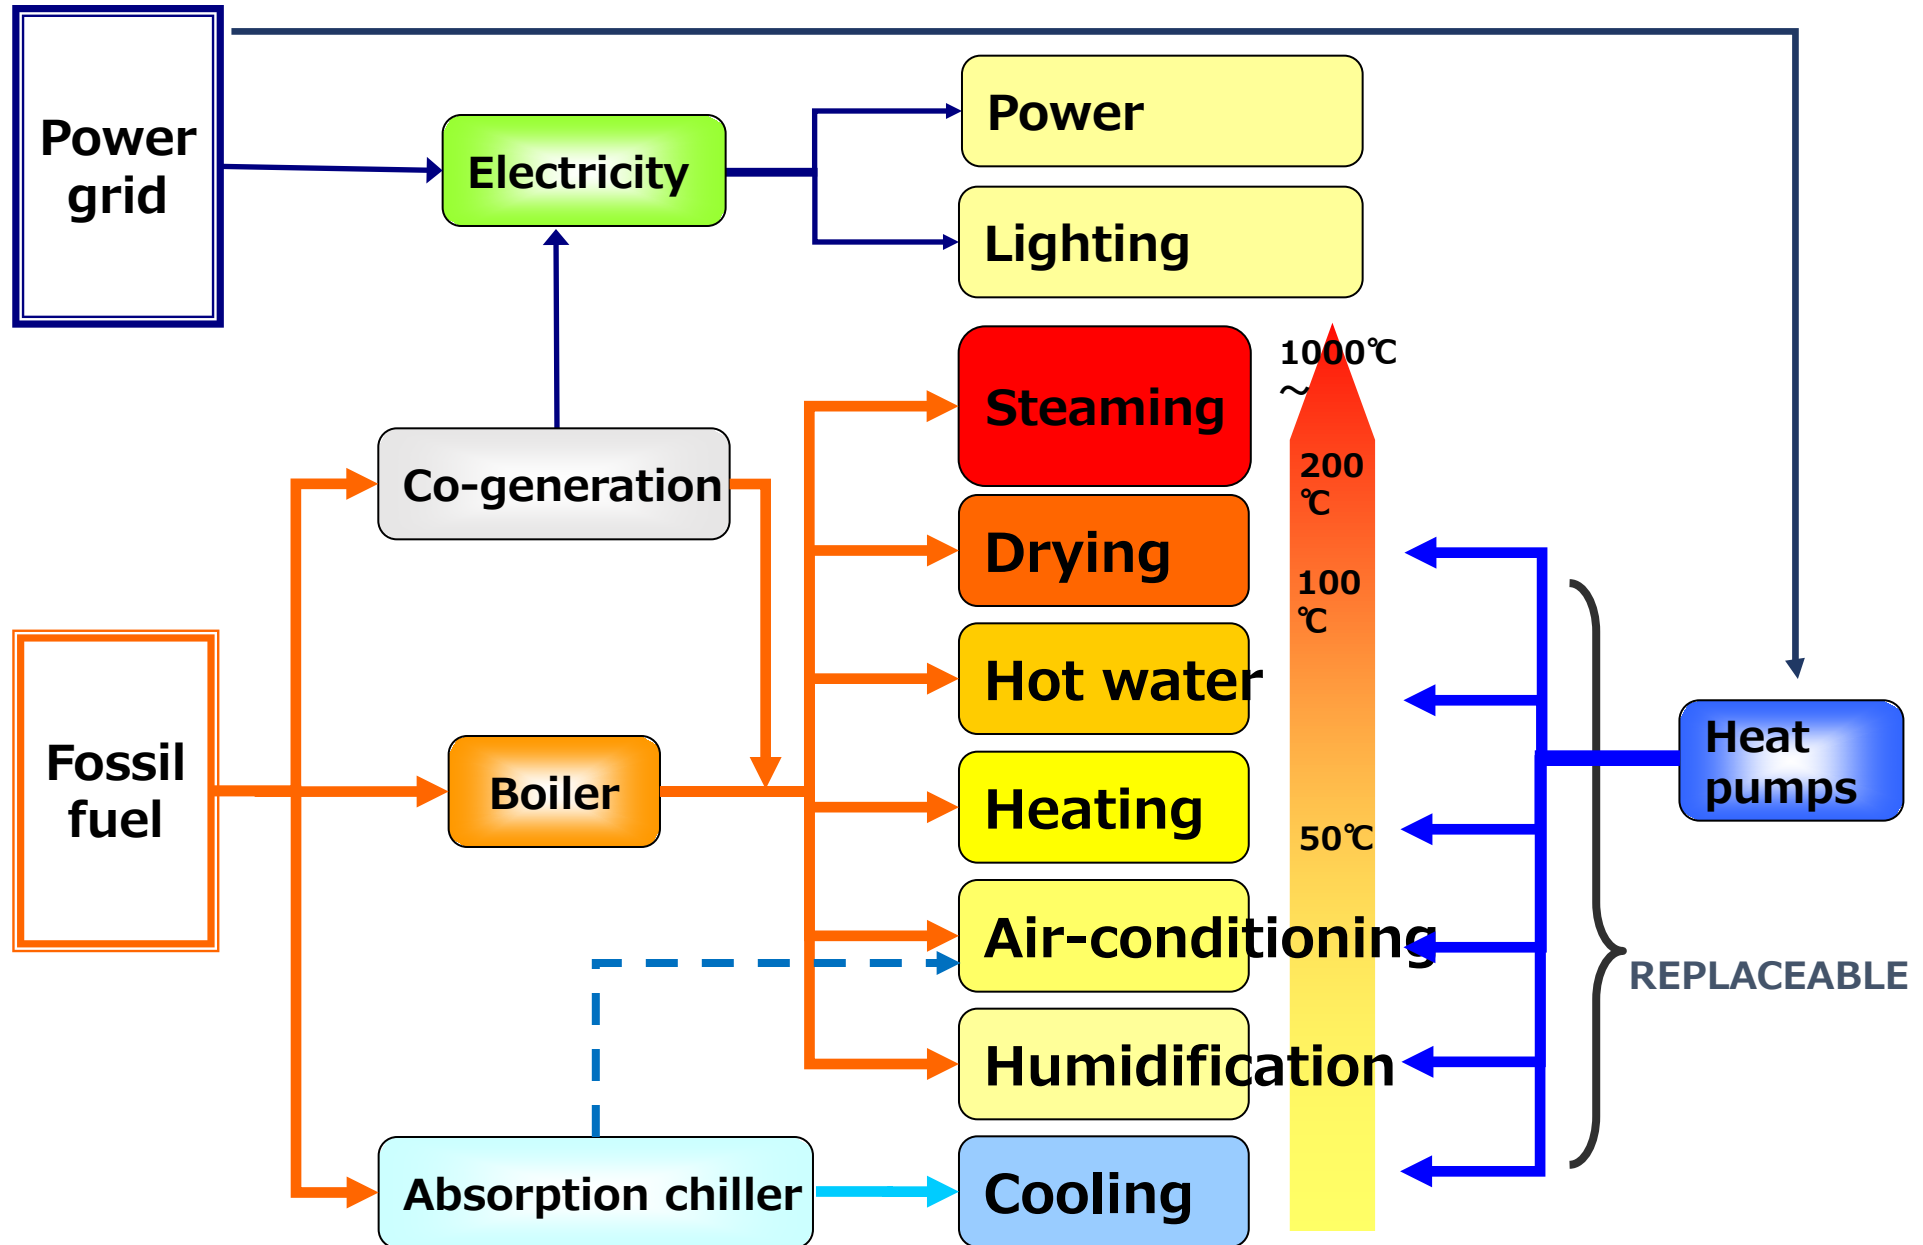 Power
grid
Electricity
Power
Lighting
Steaming
1000℃
～
200
℃
Co-generation
Drying
100
℃
Hot water
Fossil
fuel
Boiler
Heating
50℃
Heat
pumps
Air-conditioning
REPLACEABLE
Humidification
Absorption chiller
Cooling